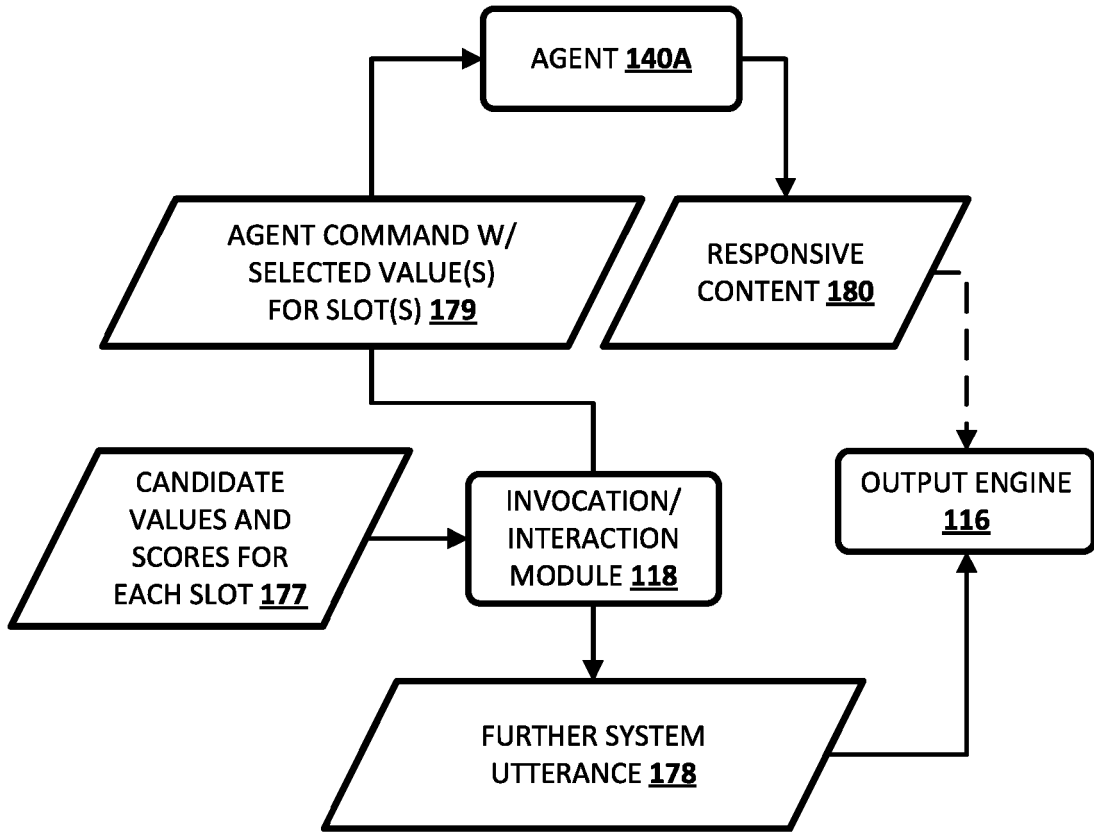 AGENT 140A
AGENT COMMAND W/
SELECTED VALUE(S)
FOR SLOT(S) 179
RESPONSIVE
CONTENT 180
CANDIDATE
VALUES AND
SCORES FOR
EACH SLOT 177
INVOCATION/
INTERACTION
MODULE 118
OUTPUT ENGINE
116
FURTHER SYSTEM
UTTERANCE 178